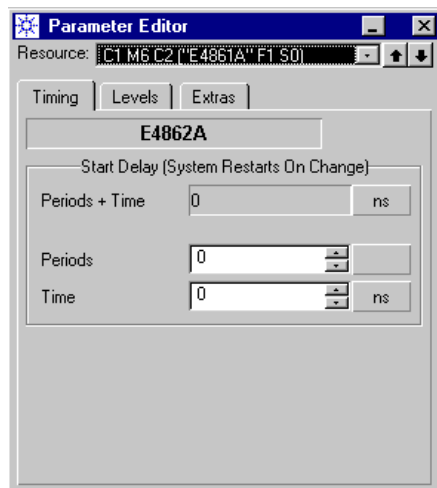 Parameter Editor
Resource: C1 M6 C2 ("E4861A" F1 S0)
Timing Levels Extras
E4862A
Start Delay (System Restarts On Change)
Periods + Time 0 ns
Periods 0
Time 0 ns